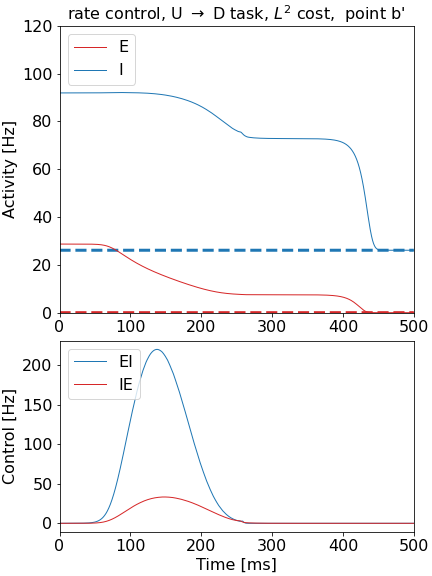 rate control, U → D task, L² cost, point b'
120
100
80
60
40
20
0
Activity [Hz]
E
I
0 100 200 300 400 500
200
150
100
50
0
Control [Hz]
EI
IE
0 100 200 300 400 500
Time [ms]